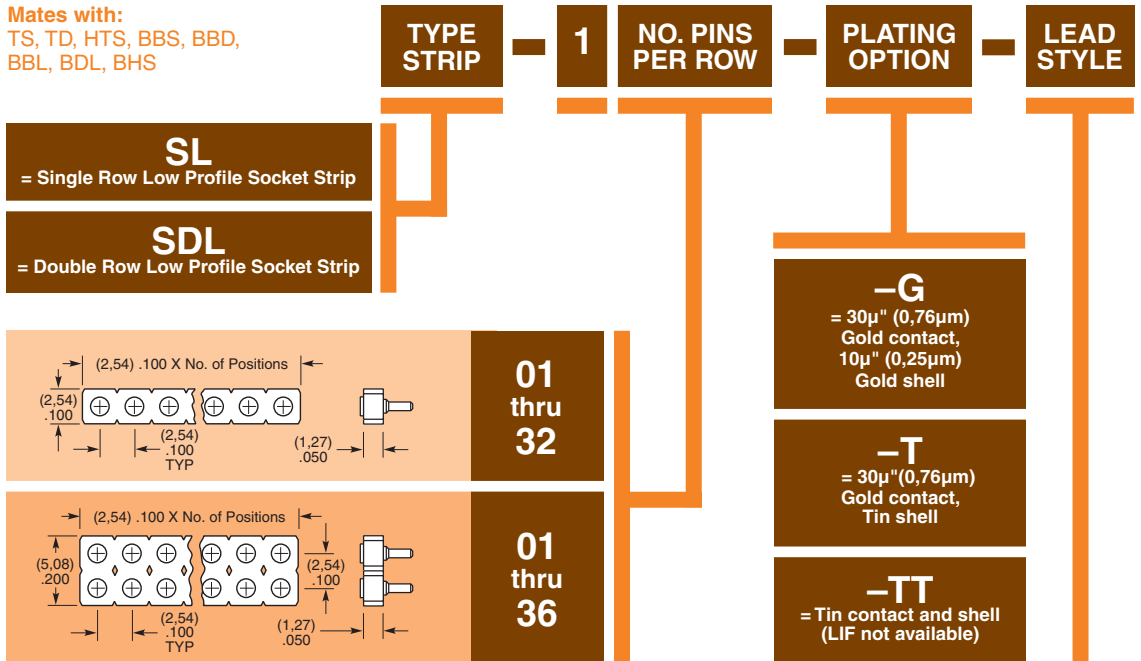 Mates with:
TS, TD, HTS, BBS, BBD,
BBL, BDL, BHS
TYPE
STRIP
1
NO. PINS
PER ROW
PLATING
OPTION
LEAD
STYLE
SL
= Single Row Low Profile Socket Strip
SDL
= Double Row Low Profile Socket Strip
(2,54) .100 X No. of Positions
(2,54)
.100
(2,54)
.100
TYP
(1,27)
.050
01
thru
32
(2,54) .100 X No. of Positions
(5,08)
.200
(2,54)
.100
(2,54)
.100
TYP
(1,27)
.050
01
thru
36
–G
= 30µ" (0,76µm)
Gold contact,
10µ" (0,25µm)
Gold shell
–T
= 30µ"(0,76µm)
Gold contact,
Tin shell
–TT
= Tin contact and shell
(LIF not available)